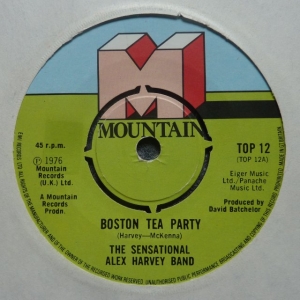 MOUNTAIN
45 r.p.m.
TOP 12
(TOP 12A)
Ⓟ 1976
Mountain
Records
(U.K.) Ltd.
A Mountain
Records
Prodn.
Eiger Music
Ltd./Panache
Music Ltd.
Produced by
David Batchelor
BOSTON TEA PARTY
(Harvey—McKenna)
THE SENSATIONAL
ALEX HARVEY BAND